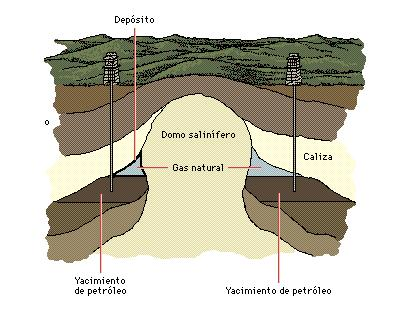 Depósito
o
Domo salinífero
Caliza
Gas natural
Yacimiento
de petróleo
Yacimiento de petróleo